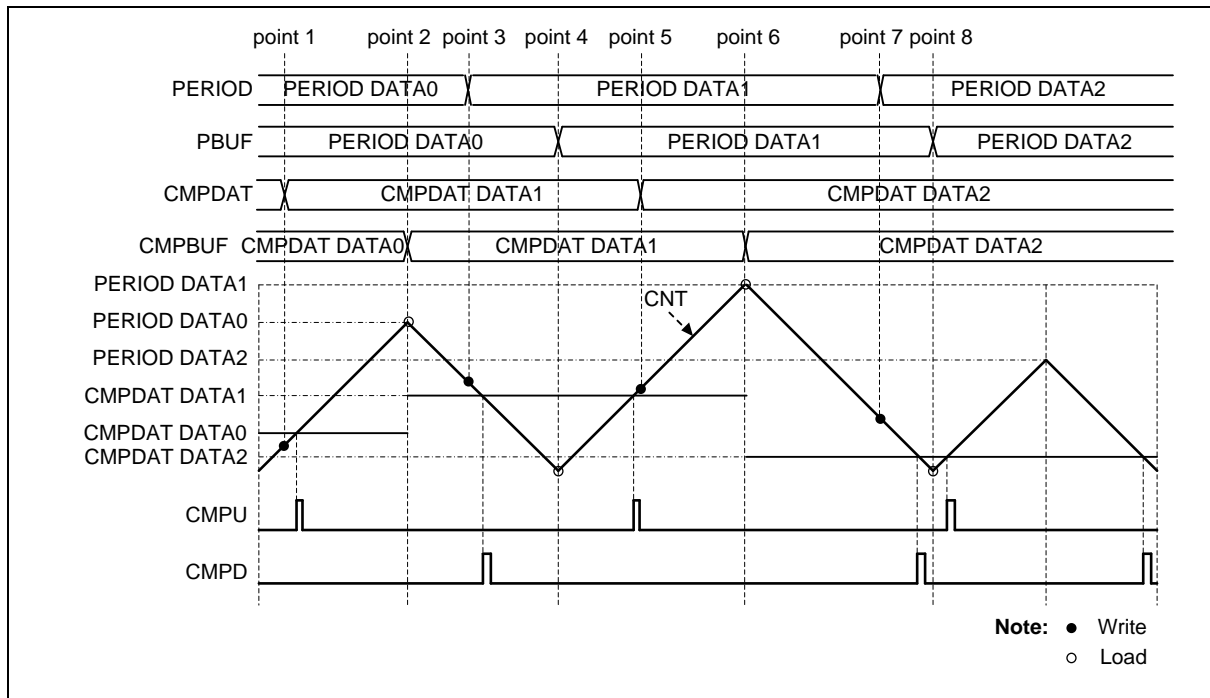 point 1 point 2 point 3 point 4 point 5 point 6 point 7 point 8
PERIOD PERIOD DATA0 PERIOD DATA1 PERIOD DATA2
PBUF PERIOD DATA0 PERIOD DATA1 PERIOD DATA2
CMPDAT CMPDAT DATA1 CMPDAT DATA2
CMPBUF CMPDAT DATA0 CMPDAT DATA1 CMPDAT DATA2
PERIOD DATA1
CNT
PERIOD DATA0
PERIOD DATA2
CMPDAT DATA1
CMPDAT DATA0
CMPDAT DATA2
CMPU
CMPD
Note: ● Write
○ Load